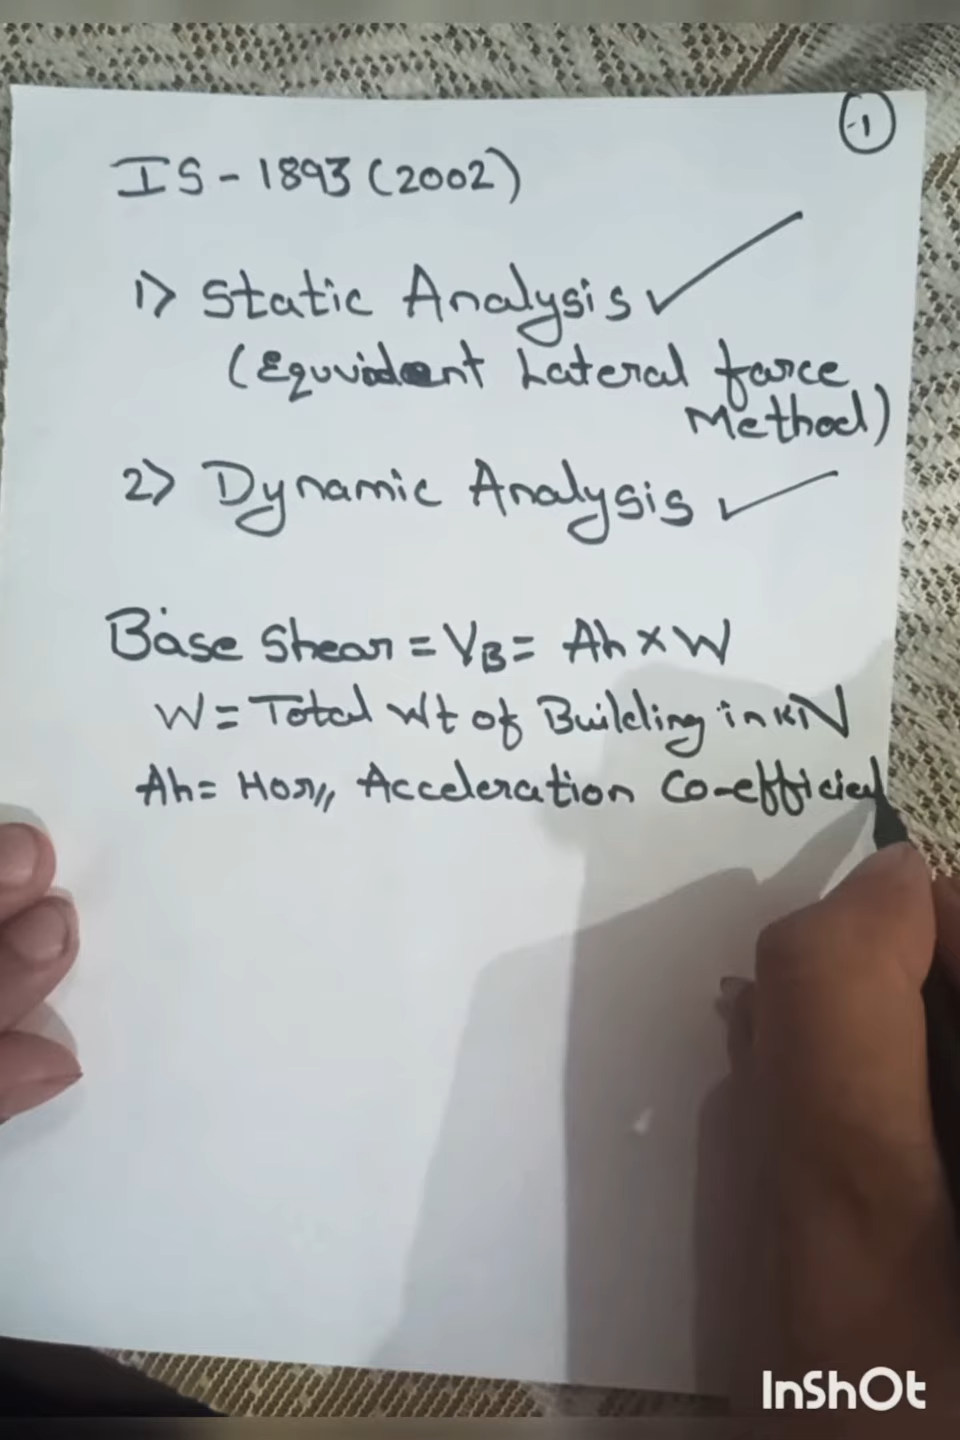 -1
IS-1893 (2002)
1> Static Analysis ✓
(Equivalent Lateral force
Method)
2> Dynamic Analysis ✓
Base Shear = VB = Ah x W
W = Total Wt of Building in kN
Ah = Hor,, Acceleration Co-efficient
InShOt